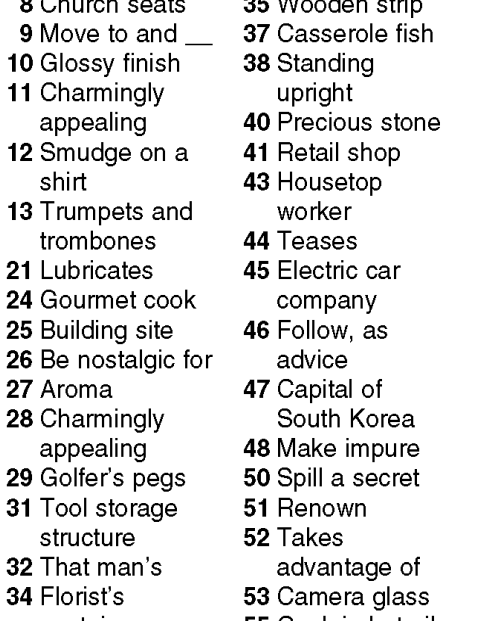 8 Church seats
9 Move to and __
10 Glossy finish
11 Charmingly
appealing
12 Smudge on a
shirt
13 Trumpets and
trombones
21 Lubricates
24 Gourmet cook
25 Building site
26 Be nostalgic for
27 Aroma
28 Charmingly
appealing
29 Golfer's pegs
31 Tool storage
structure
32 That man's
34 Florist's
35 Wooden strip
37 Casserole fish
38 Standing
upright
40 Precious stone
41 Retail shop
43 Housetop
worker
44 Teases
45 Electric car
company
46 Follow, as
advice
47 Capital of
South Korea
48 Make impure
50 Spill a secret
51 Renown
52 Takes
advantage of
53 Camera glass